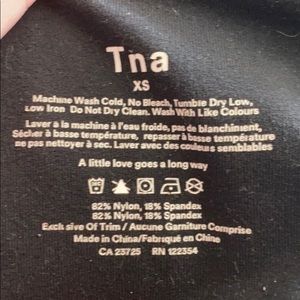 Tna
XS
Machine Wash Cold, No Bleach, Tumble Dry Low,
Low Iron Do Not Dry Clean. Wash With Like Colours
Laver à la machine à l'eau froide, pas de blanchiment,
Sécher à basse température, repasser à basse température
ne pas nettoyer à sec. Laver avec des couleurs semblables
A little love goes a long way
82% Nylon, 18% Spandex
82% Nylon, 18% Spandex
Exclusive Of Trim / Aucune Garniture Comprise
Made in China/Fabriqué en Chine
CA 23725 RN 122354